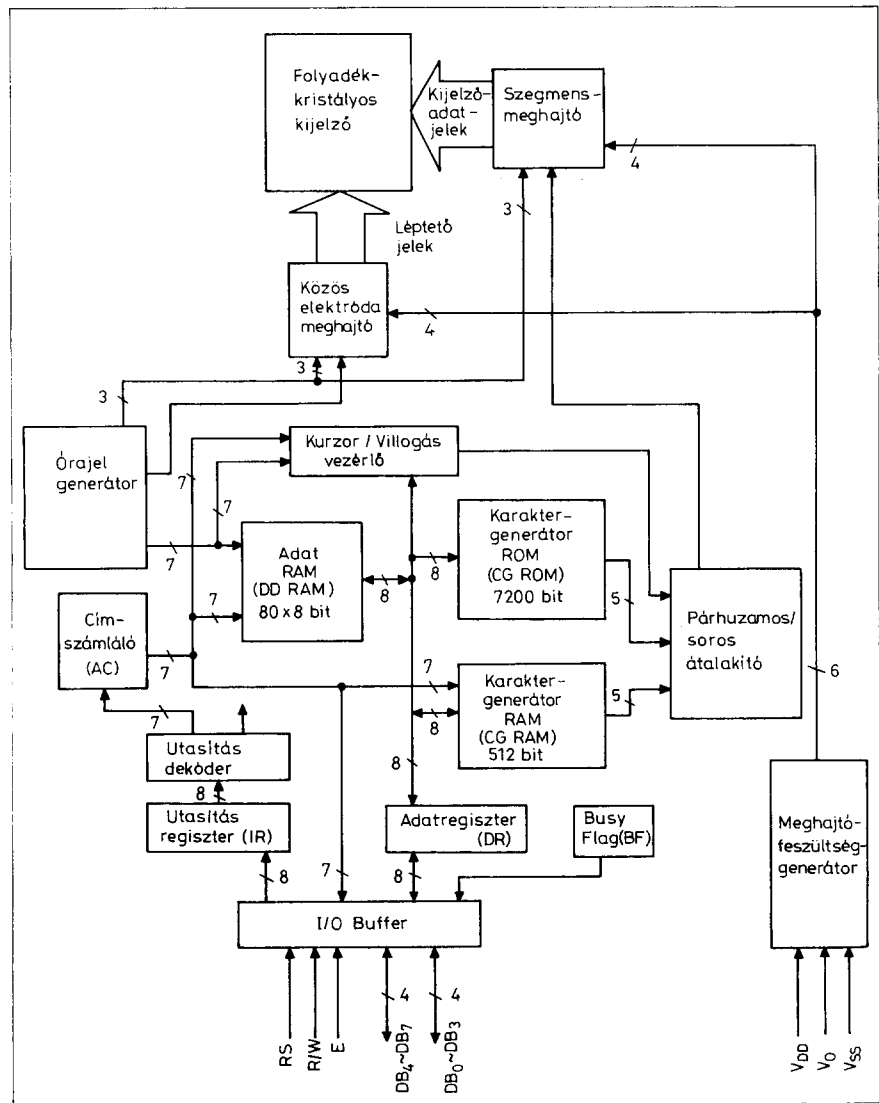 Folyadék-
kristályos
kijelző
Kijelző-
adat-
jelek
Szegmens-
meghajtó
4
3
Léptető
jelek
Közös
elektróda
meghajtó
4
3
3
Órajel
generátor
7
Kurzor / Villogás
vezérlő
7
7
Adat
RAM
(DD RAM)
80 x 8 bit
8
8
Karakter-
generátor
ROM
(CG ROM)
7200 bit
5
Párhuzamos/
soros
átalakító
6
Cím-
számláló
(AC)
7
7
7
8
Karakter-
generátor
RAM
(CG RAM)
512 bit
5
7
Utasítás
dekóder
8
Utasítás
regiszter (IR)
8
Adatregiszter
(DR)
Busy
Flag(BF)
Meghajtó-
feszültség-
generátor
8
7
8
I/O Buffer
4
4
RS
R/W
E
DB4~DB7
DB0~DB3
VDD
VO
VSS